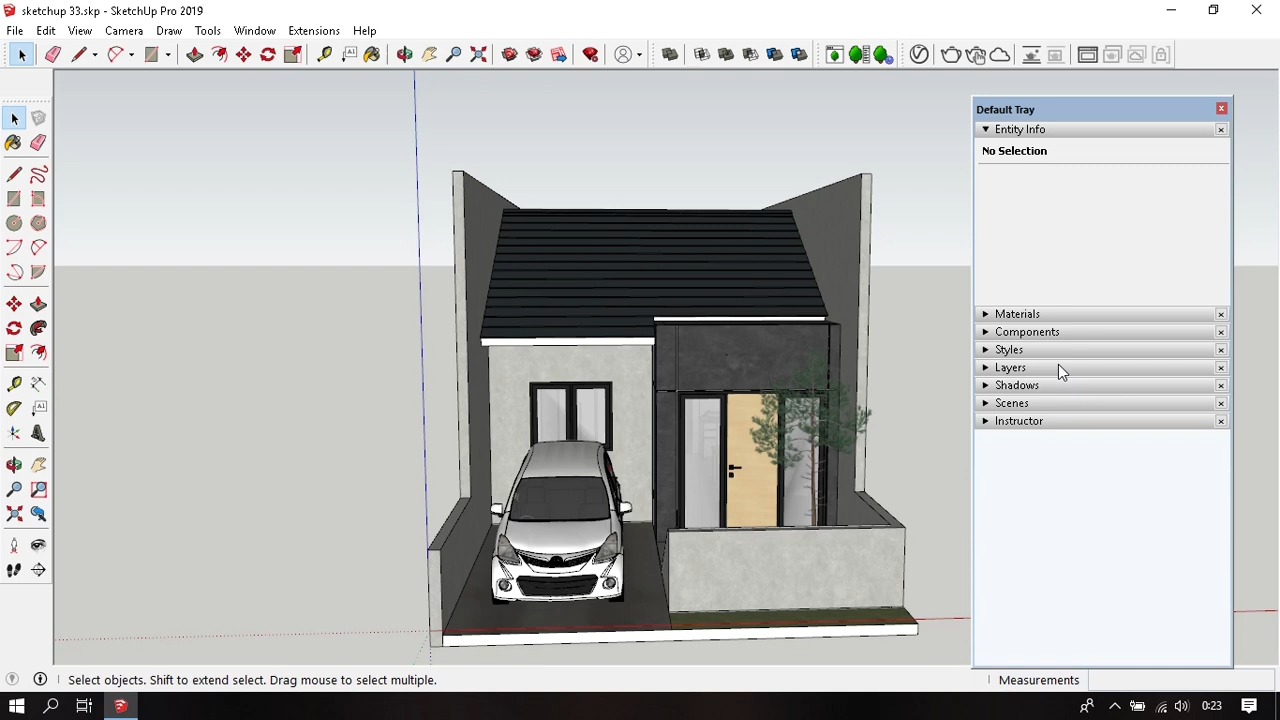 sketchup 33.skp - SketchUp Pro 2019
File Edit View Camera Draw Tools Window Extensions Help
Default Tray
Entity Info
No Selection
Materials
Components
Styles
Layers
Shadows
Scenes
Instructor
Select objects. Shift to extend select. Drag mouse to select multiple.
Measurements
0:23